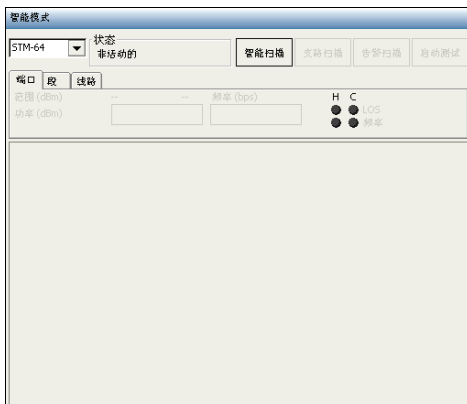 智能模式
STM-64
状态
非活动的
智能扫描 支路扫描 告警扫描 自动测试
端口 段 线路
范围 (dBm) -- -- 频率 (bps) H C
功率 (dBm) LOS
频率